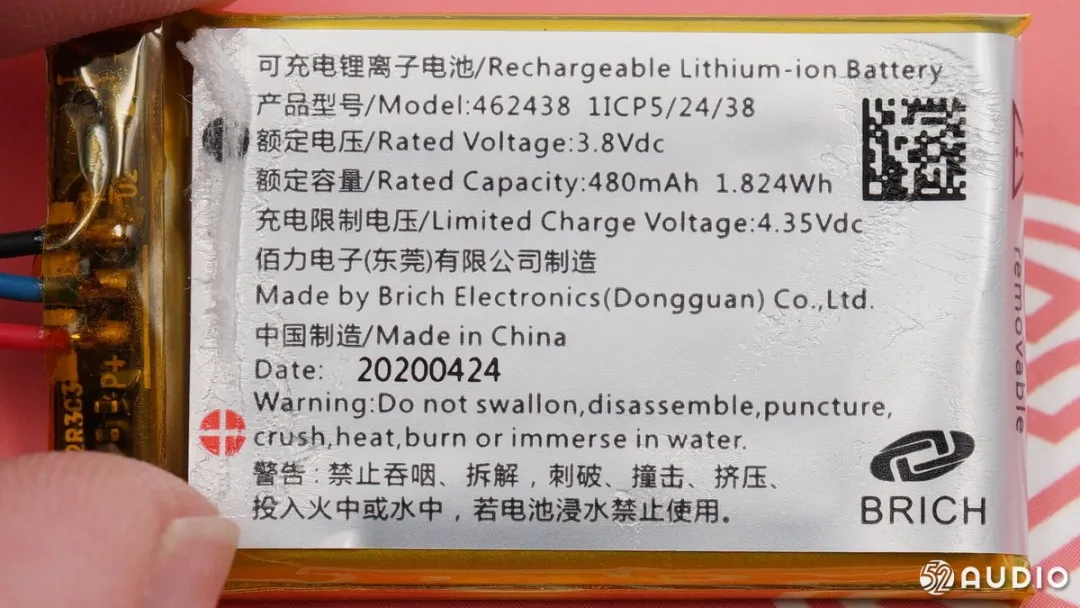 可充电锂离子电池/Rechargeable Lithium-ion Battery
产品型号/Model:462438 1ICP5/24/38
额定电压/Rated Voltage:3.8Vdc
额定容量/Rated Capacity:480mAh 1.824Wh
充电限制电压/Limited Charge Voltage:4.35Vdc
佰力电子(东莞)有限公司制造
Made by Brich Electronics(Dongguan) Co.,Ltd.
中国制造/Made in China
Date: 20200424
Warning:Do not swallon,disassemble,puncture,
crush,heat,burn or immerse in water.
警告：禁止吞咽、拆解，刺破、撞击、挤压、
投入火中或水中，若电池浸水禁止使用。
BRICH
removable
P+
52 AUDIO